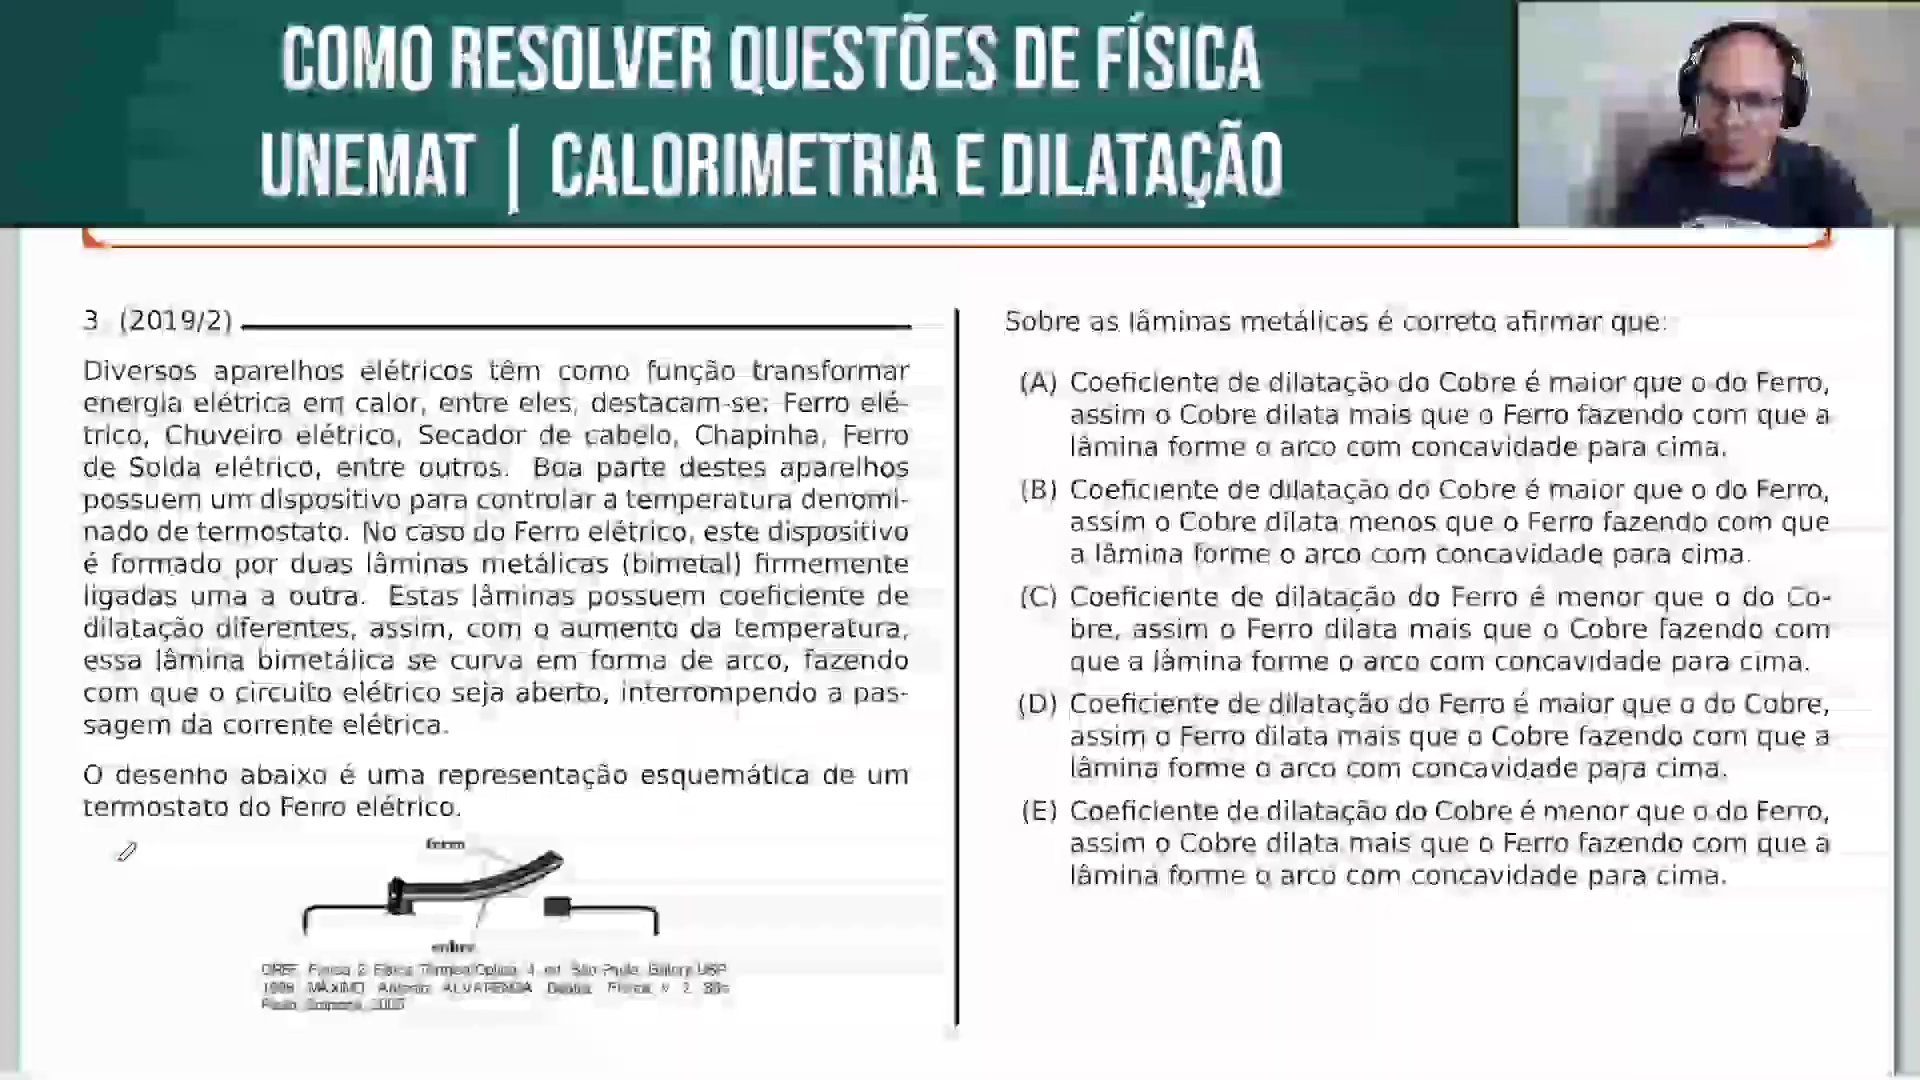 COMO RESOLVER QUESTÕES DE FÍSICA
UNEMAT | CALORIMETRIA E DILATAÇÃO
3 (2019/2)
Diversos aparelhos elétricos têm como função transformar
energia elétrica em calor, entre eles, destacam-se: Ferro elé-
trico, Chuveiro elétrico, Secador de cabelo, Chapinha, Ferro
de Solda elétrico, entre outros. Boa parte destes aparelhos
possuem um dispositivo para controlar a temperatura denomi-
nado de termostato. No caso do Ferro elétrico, este dispositivo
é formado por duas lâminas metálicas (bimetal) firmemente
ligadas uma a outra. Estas lâminas possuem coeficiente de
dilatação diferentes, assim, com o aumento da temperatura,
essa lâmina bimetálica se curva em forma de arco, fazendo
com que o circuito elétrico seja aberto, interrompendo a pas-
sagem da corrente elétrica.
O desenho abaixo é uma representação esquemática de um
termostato do Ferro elétrico.
ferro
cobre
Física 2 Física Térmica Óptica 4 ed. São Paulo
1998 MÁXIMO Antonio ALVARENGA
Sobre as lâminas metálicas é correto afirmar que:
(A) Coeficiente de dilatação do Cobre é maior que o do Ferro,
assim o Cobre dilata mais que o Ferro fazendo com que a
lâmina forme o arco com concavidade para cima.
(B) Coeficiente de dilatação do Cobre é maior que o do Ferro,
assim o Cobre dilata menos que o Ferro fazendo com que
a lâmina forme o arco com concavidade para cima.
(C) Coeficiente de dilatação do Ferro é menor que o do Co-
bre, assim o Ferro dilata mais que o Cobre fazendo com
que a lâmina forme o arco com concavidade para cima.
(D) Coeficiente de dilatação do Ferro é maior que o do Cobre,
assim o Ferro dilata mais que o Cobre fazendo com que a
lâmina forme o arco com concavidade para cima.
(E) Coeficiente de dilatação do Cobre é menor que o do Ferro,
assim o Cobre dilata mais que o Ferro fazendo com que a
lâmina forme o arco com concavidade para cima.